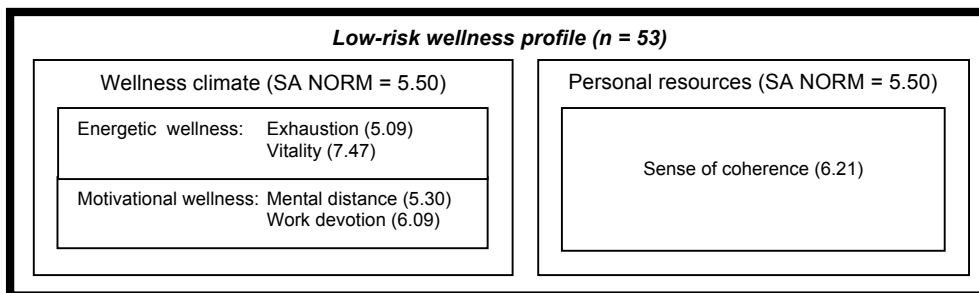 Low-risk wellness profile (n = 53)
Wellness climate (SA NORM = 5.50)
Energetic wellness: Exhaustion (5.09)
Vitality (7.47)
Motivational wellness: Mental distance (5.30)
Work devotion (6.09)
Personal resources (SA NORM = 5.50)
Sense of coherence (6.21)